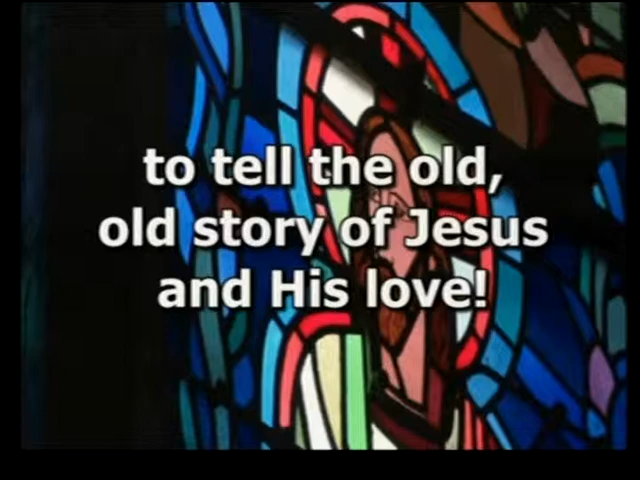 to tell the old,
old story of Jesus
and His love!